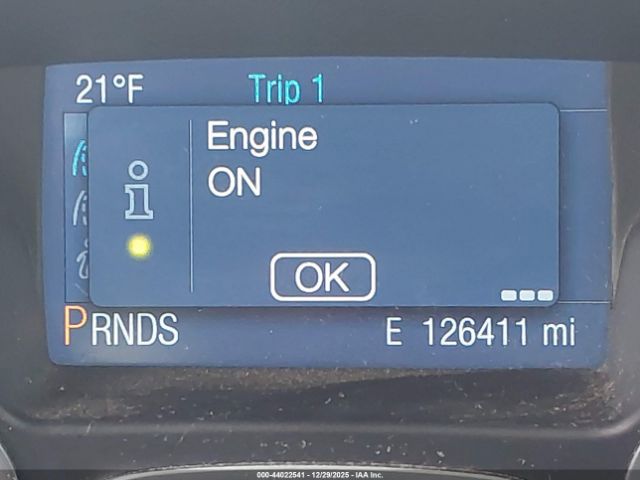 21°F Trip 1
Engine
ON
OK
PRNDS E 126411 mi
000-44022541 - 12/29/2025 - IAA Inc.